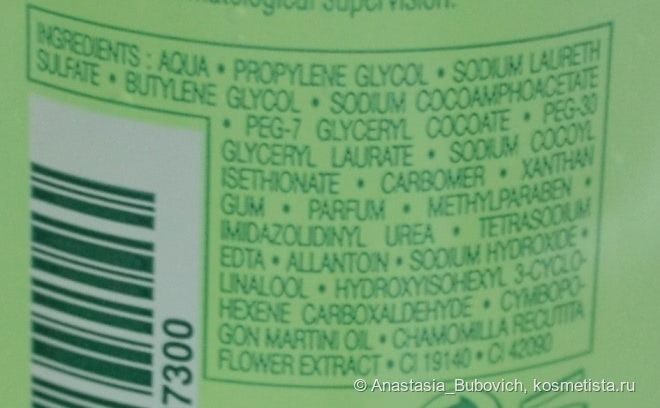 matological supervision.
INGREDIENTS : AQUA • PROPYLENE GLYCOL • SODIUM LAURETH
SULFATE • BUTYLENE GLYCOL • SODIUM COCOAMPHOACETATE
• PEG-7 GLYCERYL COCOATE • PEG-30
GLYCERYL LAURATE • SODIUM COCOYL
ISETHIONATE • CARBOMER • XANTHAN
GUM • PARFUM • METHYLPARABEN •
IMIDAZOLIDINYL UREA • TETRASODIUM
EDTA • ALLANTOIN • SODIUM HYDROXIDE •
LINALOOL • HYDROXYISOHEXYL 3-CYCLO-
HEXENE CARBOXALDEHYDE • CYMBOPO-
GON MARTINI OIL • CHAMOMILLA RECUTITA
FLOWER EXTRACT • CI 19140 • CI 42090
7300
© Anastasia_Bubovich, kosmetista.ru